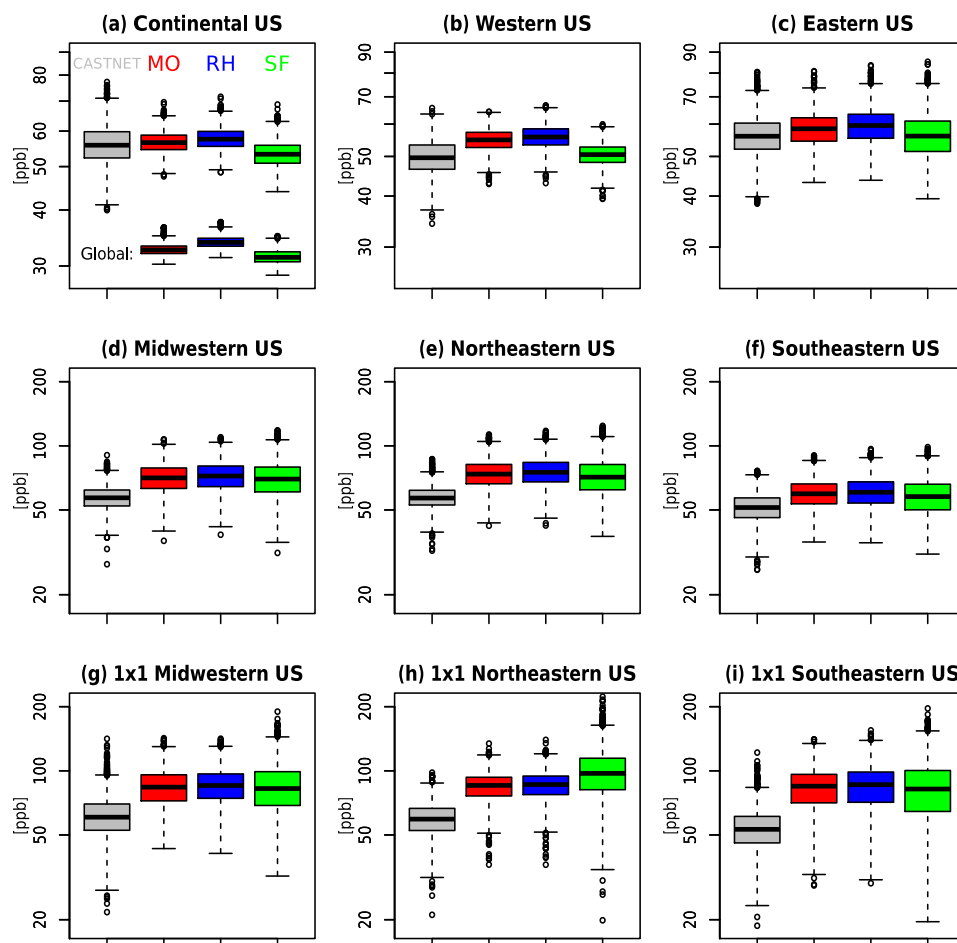 (a) Continental US
(b) Western US
(c) Eastern US
CASTNET MO RH SF
Global:
[ppb]
30 40 50 60 80
[ppb]
30 40 50 70 90
[ppb]
30 40 50 70 90
(d) Midwestern US
(e) Northeastern US
(f) Southeastern US
[ppb]
20 50 100 200
[ppb]
20 50 100 200
[ppb]
20 50 100 200
(g) 1x1 Midwestern US
(h) 1x1 Northeastern US
(i) 1x1 Southeastern US
[ppb]
20 50 100 200
[ppb]
20 50 100 200
[ppb]
20 50 100 200